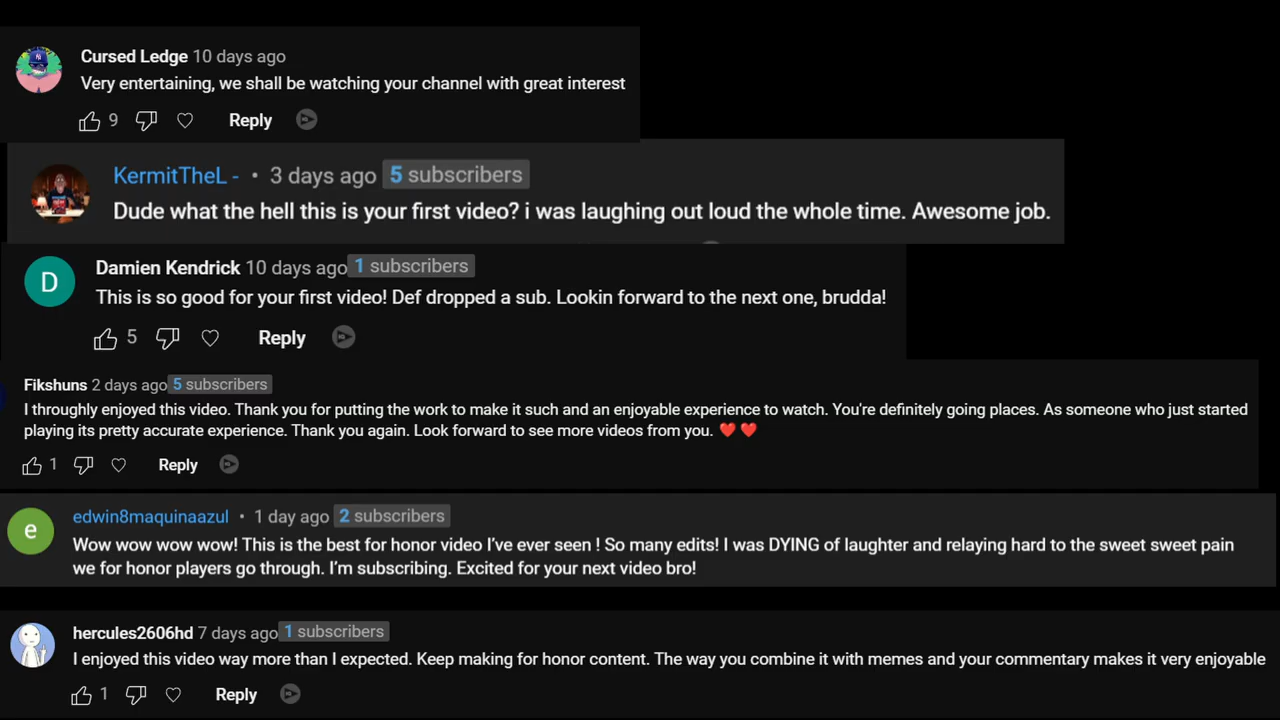 Cursed Ledge 10 days ago
Very entertaining, we shall be watching your channel with great interest
9 Reply
KermitTheL - • 3 days ago 5 subscribers
Dude what the hell this is your first video? i was laughing out loud the whole time. Awesome job.
Damien Kendrick 10 days ago 1 subscribers
D
This is so good for your first video! Def dropped a sub. Lookin forward to the next one, brudda!
5 Reply
Fikshuns 2 days ago 5 subscribers
I throughly enjoyed this video. Thank you for putting the work to make it such and an enjoyable experience to watch. You're definitely going places. As someone who just started
playing its pretty accurate experience. Thank you again. Look forward to see more videos from you. ❤️ ❤️
1 Reply
edwin8maquinaazul • 1 day ago 2 subscribers
e
Wow wow wow wow! This is the best for honor video I've ever seen ! So many edits! I was DYING of laughter and relaying hard to the sweet sweet pain
we for honor players go through. I'm subscribing. Excited for your next video bro!
hercules2606hd 7 days ago 1 subscribers
I enjoyed this video way more than I expected. Keep making for honor content. The way you combine it with memes and your commentary makes it very enjoyable
1 Reply